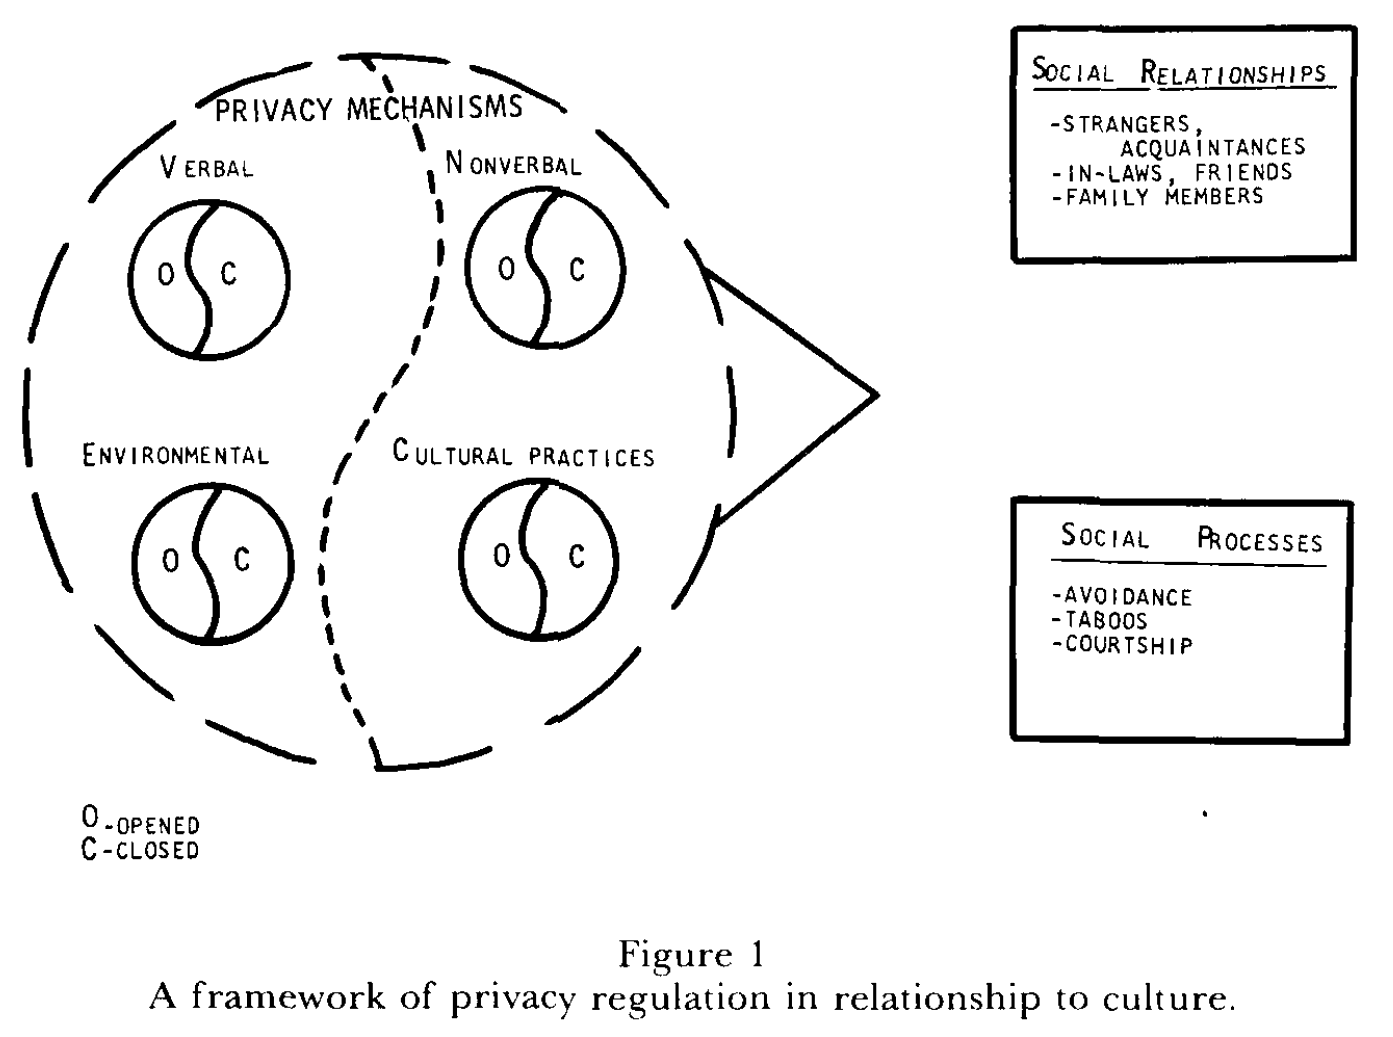 PRIVACY MECHANISMS
VERBAL
O C
NONVERBAL
O C
ENVIRONMENTAL
O C
CULTURAL PRACTICES
O C
O-OPENED
C-CLOSED
SOCIAL RELATIONSHIPS
-STRANGERS,
ACQUAINTANCES
-IN-LAWS, FRIENDS
-FAMILY MEMBERS
SOCIAL PROCESSES
-AVOIDANCE
-TABOOS
-COURTSHIP
Figure 1
A framework of privacy regulation in relationship to culture.